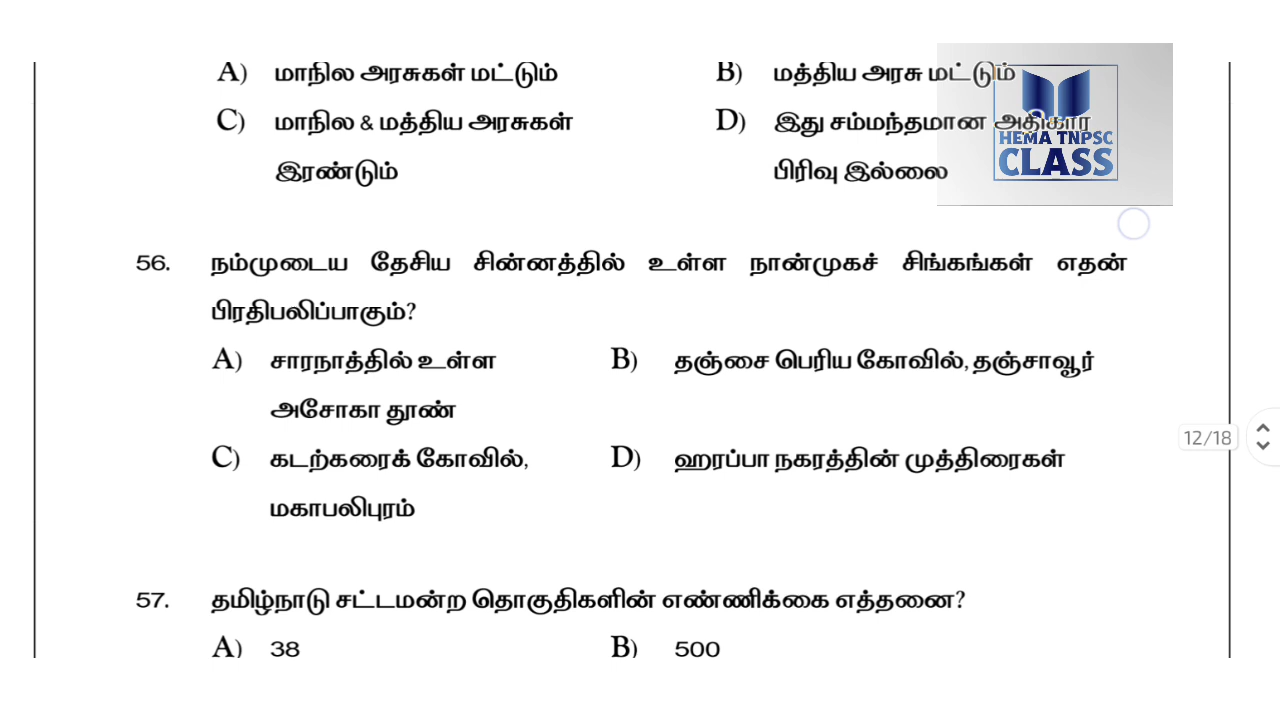 A) மாநில அரசுகள் மட்டும் B) மத்திய அரசு மட்டும்
C) மாநில & மத்திய அரசுகள் D) இது சம்மந்தமான அதிகார
இரண்டும் பிரிவு இல்லை
HEMA TNPSC
CLASS
56. நம்முடைய தேசிய சின்னத்தில் உள்ள நான்முகச் சிங்கங்கள் எதன்
பிரதிபலிப்பாகும்?
A) சாரநாத்தில் உள்ள B) தஞ்சை பெரிய கோவில், தஞ்சாவூர்
அசோகா தூண்
C) கடற்கரைக் கோவில், D) ஹரப்பா நகரத்தின் முத்திரைகள்
மகாபலிபுரம்
12/18
57. தமிழ்நாடு சட்டமன்ற தொகுதிகளின் எண்ணிக்கை எத்தனை?
A) 38 B) 500